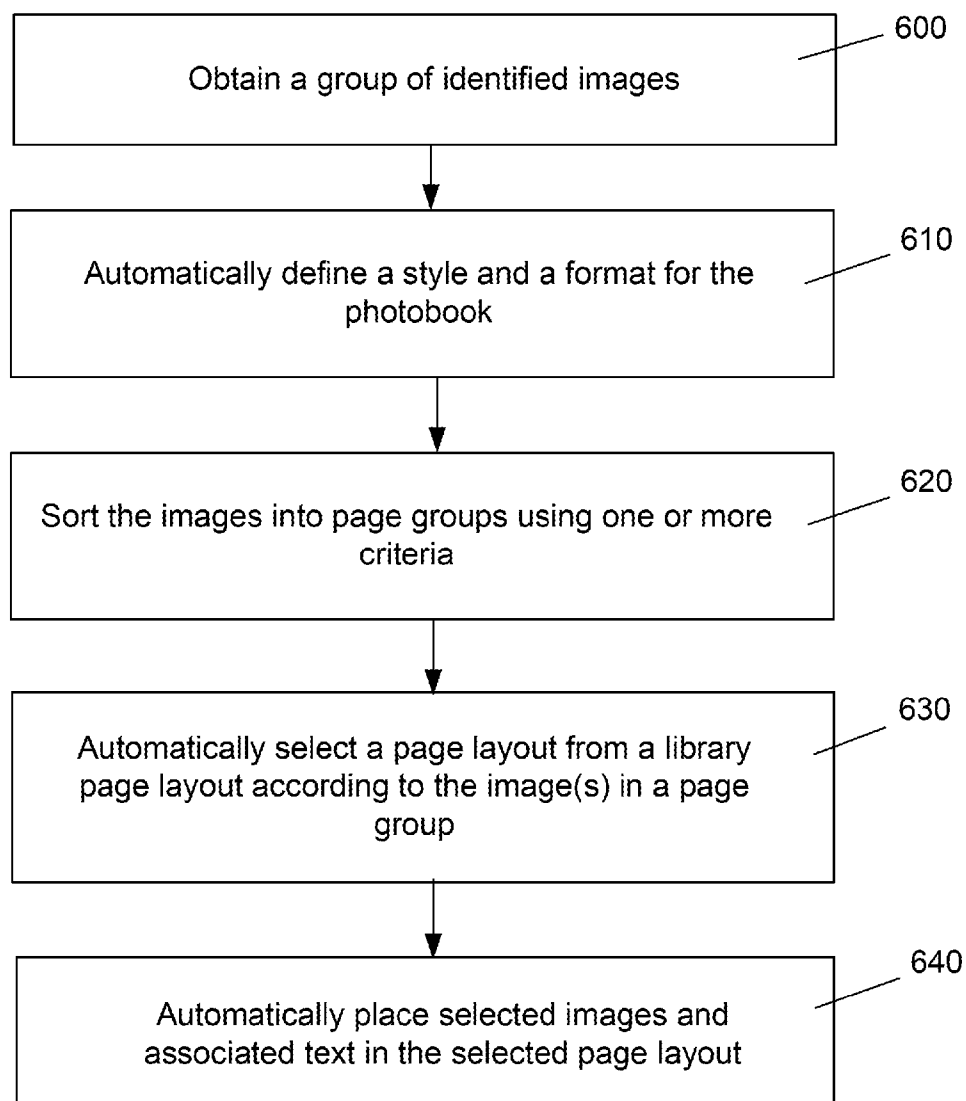 600
Obtain a group of identified images
610
Automatically define a style and a format for the
photobook
620
Sort the images into page groups using one or more
criteria
630
Automatically select a page layout from a library
page layout according to the image(s) in a page
group
640
Automatically place selected images and
associated text in the selected page layout